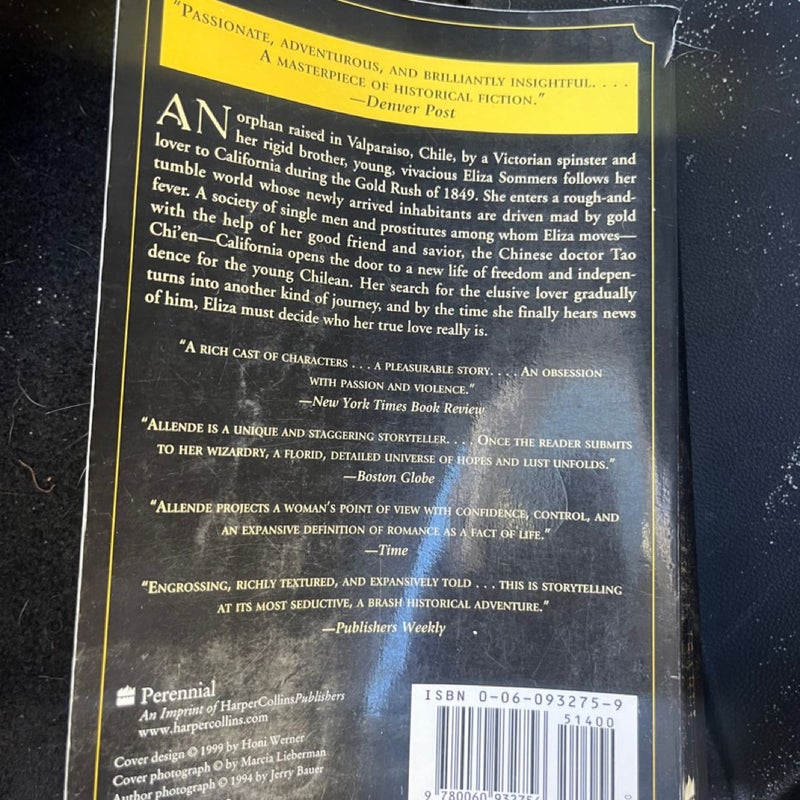 "Passionate, adventurous, and brilliantly insightful. . . .
A masterpiece of historical fiction."
—Denver Post
AN orphan raised in Valparaiso, Chile, by a Victorian spinster and
her rigid brother, young, vivacious Eliza Sommers follows her
lover to California during the Gold Rush of 1849. She enters a rough-and-
tumble world whose newly arrived inhabitants are driven mad by gold
fever. A society of single men and prostitutes among whom Eliza moves—
with the help of her good friend and savior, the Chinese doctor Tao
Chi'en—California opens the door to a new life of freedom and indepen-
dence for the young Chilean. Her search for the elusive lover gradually
turns into another kind of journey, and by the time she finally hears news
of him, Eliza must decide who her true love really is.
"A rich cast of characters . . . a pleasurable story. . . . An obsession
with passion and violence."
—New York Times Book Review
"Allende is a unique and staggering storyteller. . . . Once the reader submits
to her wizardry, a florid, detailed universe of hopes and lust unfolds."
—Boston Globe
"Allende projects a woman's point of view with confidence, control, and
an expansive definition of romance as a fact of life."
—Time
"Engrossing, richly textured, and expansively told . . . this is storytelling
at its most seductive, a brash historical adventure."
—Publishers Weekly
Perennial
An Imprint of HarperCollinsPublishers
www.harpercollins.com
Cover design © 1999 by Honi Werner
Cover photograph © by Marcia Lieberman
Author photograph © 1994 by Jerry Bauer
ISBN 0-06-093275-9
51400
9 780060 93275